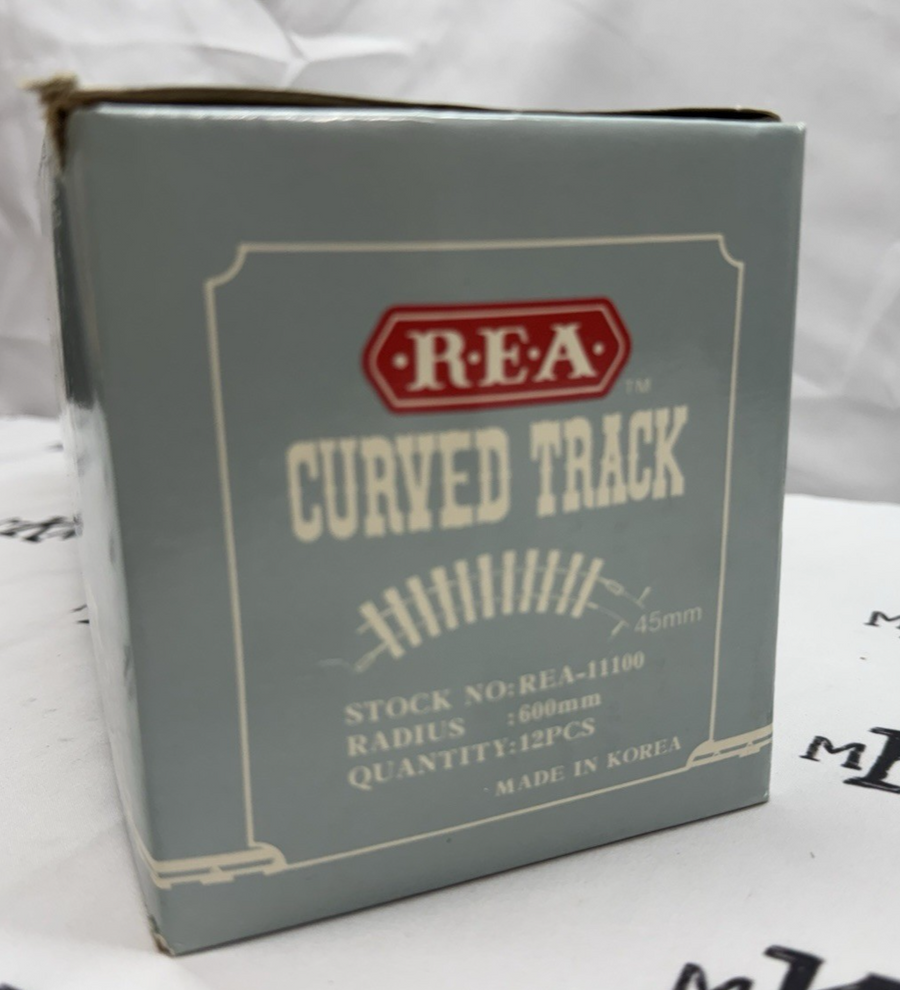 ·R·E·A·
TM
CURVED TRACK
45mm
STOCK NO:REA-11100
RADIUS :600mm
QUANTITY:12PCS
MADE IN KOREA